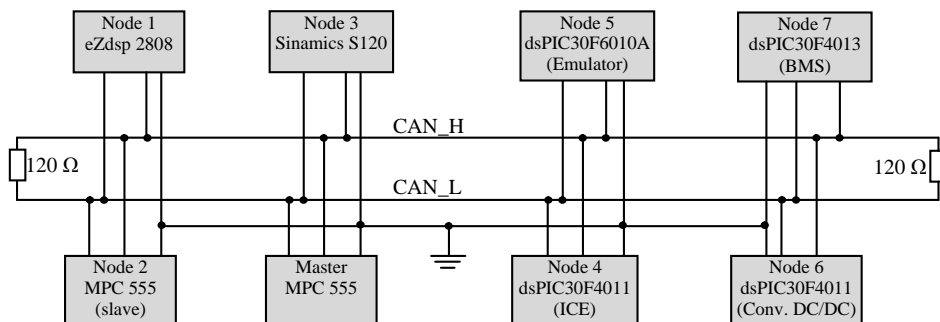 Node 1
eZdsp 2808
Node 3
Sinamics S120
Node 5
dsPIC30F6010A
(Emulator)
Node 7
dsPIC30F4013
(BMS)
CAN_H
120 Ω
120 Ω
CAN_L
Node 2
MPC 555
(slave)
Master
MPC 555
Node 4
dsPIC30F4011
(ICE)
Node 6
dsPIC30F4011
(Conv. DC/DC)